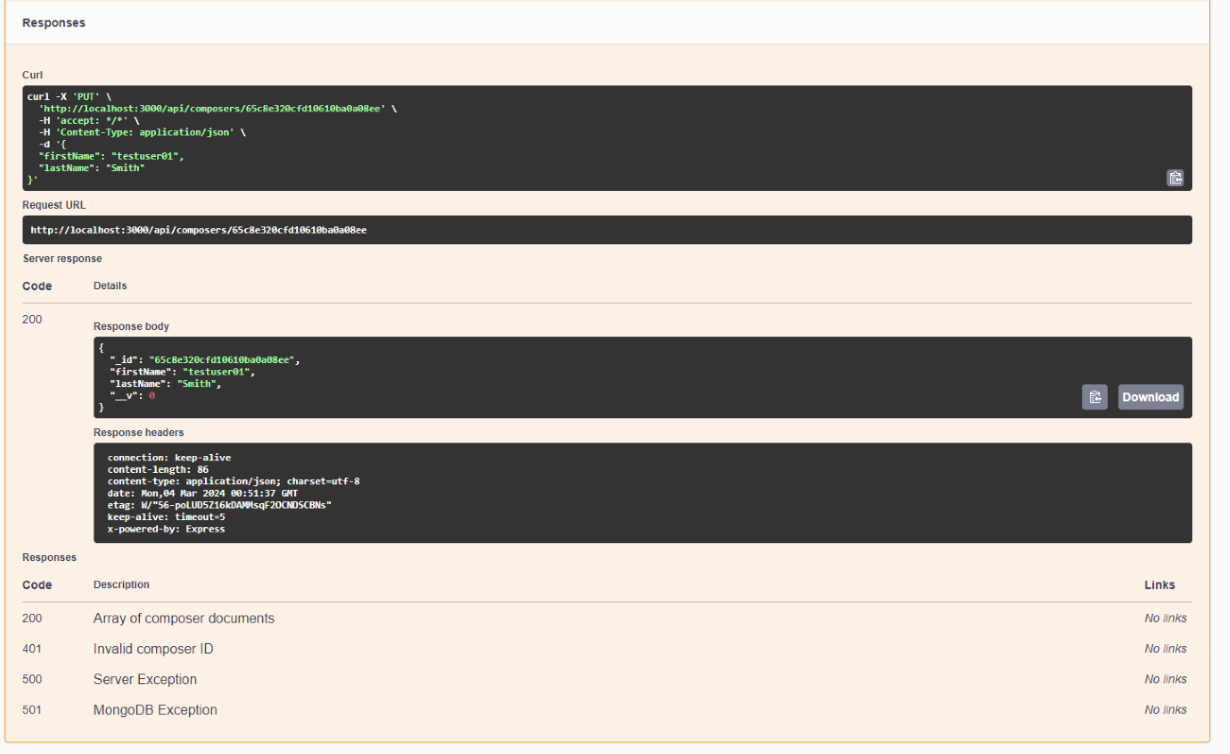 Responses
Curl
curl -X 'PUT' \
'http://localhost:3000/api/composers/65c8e320cfd10610ba0a08ee' \
-H 'accept: */*' \
-H 'Content-Type: application/json' \
-d '{
"firstName": "testuser01",
"lastName": "Smith"
}'
Request URL
http://localhost:3000/api/composers/65c8e320cfd10610ba0a08ee
Server response
Code Details
200
Response body
{
"_id": "65c8e320cfd10610ba0a08ee",
"firstName": "testuser01",
"lastName": "Smith",
"__v": 0
}
Download
Response headers
connection: keep-alive
content-length: 86
content-type: application/json; charset=utf-8
date: Mon,04 Mar 2024 00:51:37 GMT
etag: W/"56-poLUD5Z16kDAMMsqF2OCNDSCBNs"
keep-alive: timeout=5
x-powered-by: Express
Responses
Code Description Links
200 Array of composer documents No links
401 Invalid composer ID No links
500 Server Exception No links
501 MongoDB Exception No links